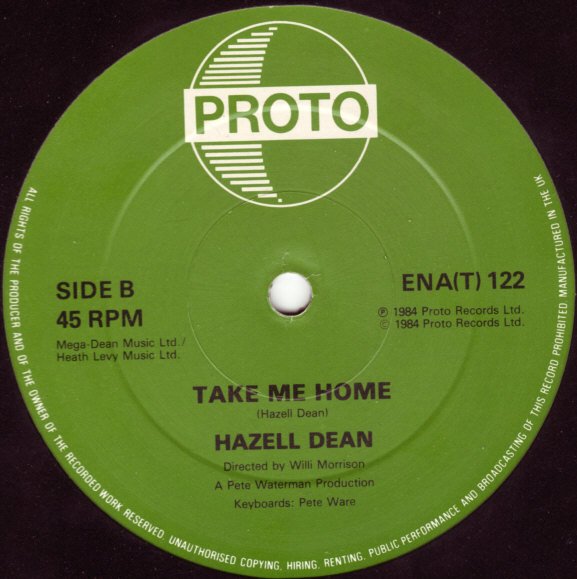 PROTO
SIDE B
45 RPM
Mega-Dean Music Ltd./
Heath Levy Music Ltd.
ENA(T) 122
Ⓟ 1984 Proto Records Ltd.
© 1984 Proto Records Ltd.
TAKE ME HOME
(Hazell Dean)
HAZELL DEAN
Directed by Willi Morrison
A Pete Waterman Production
Keyboards: Pete Ware
ALL RIGHTS OF THE PRODUCER AND OF THE OWNER OF THE RECORDED WORK RESERVED. UNAUTHORISED COPYING, HIRING, RENTING, PUBLIC PERFORMANCE AND BROADCASTING OF THIS RECORD PROHIBITED. MANUFACTURED IN THE UK